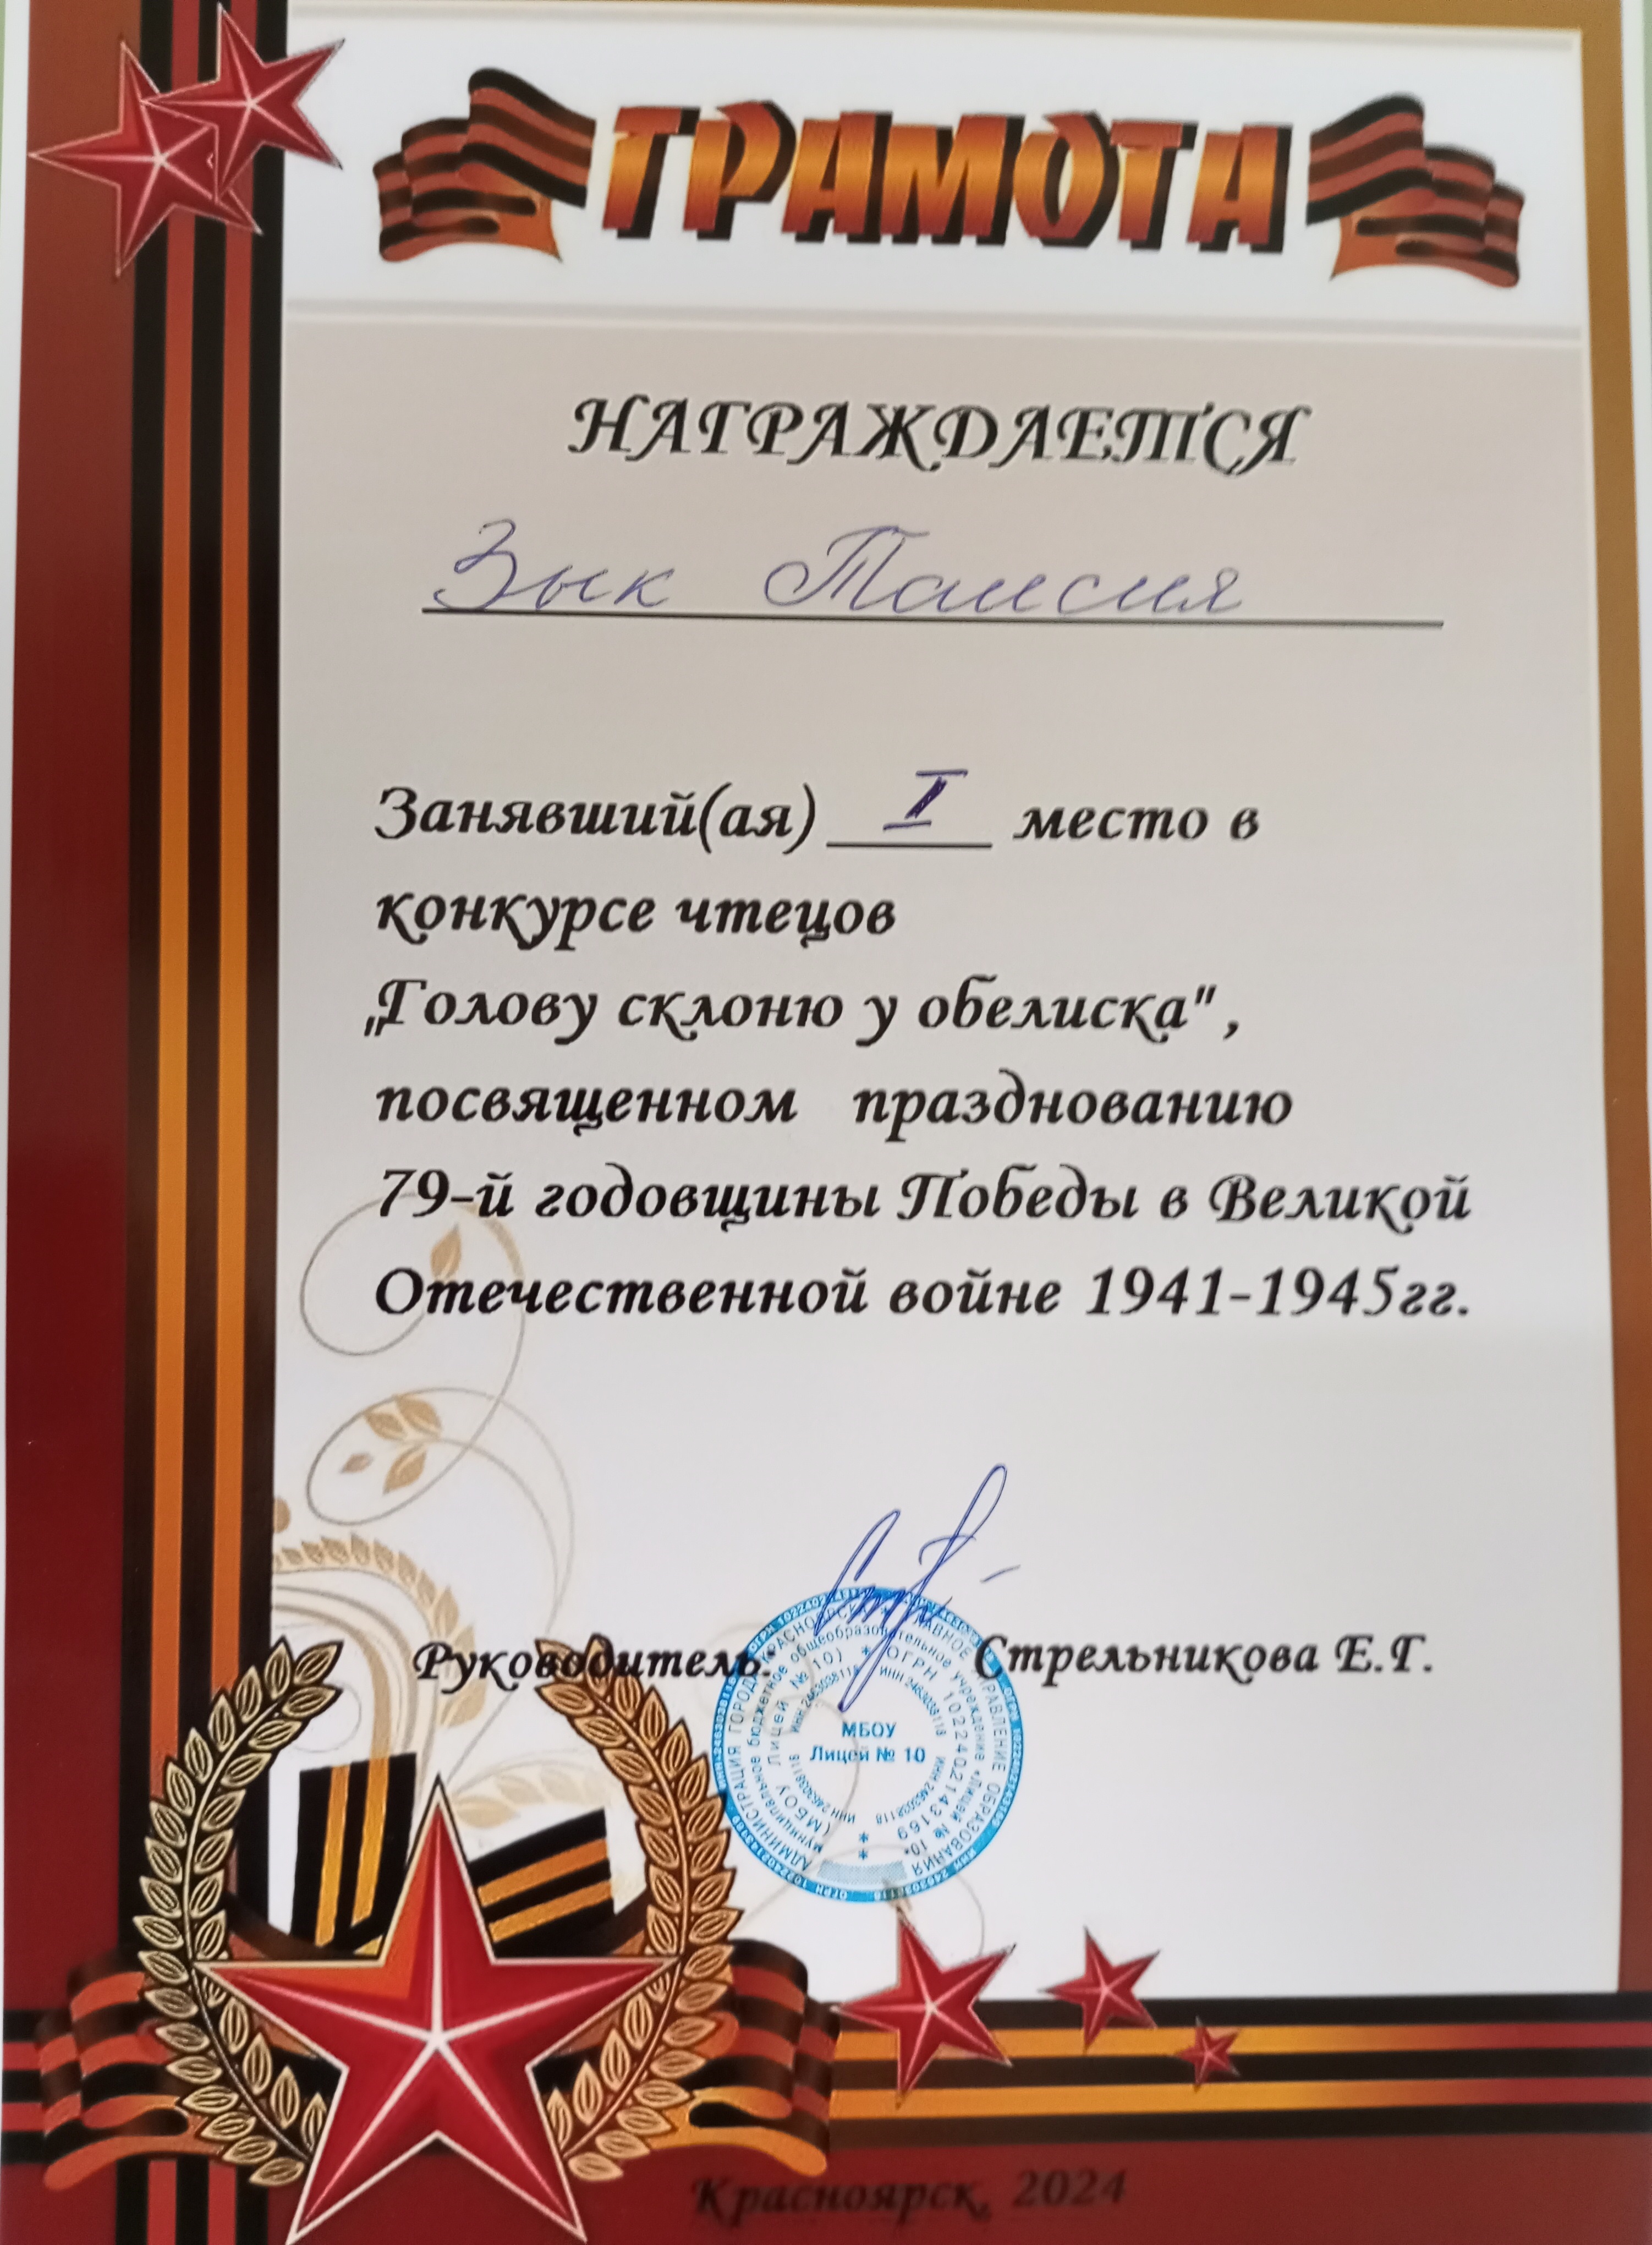 ГРАМОТА
НАГРАЖДАЕТСЯ
Зык Таисия
Занявший(ая) I место в
конкурсе чтецов
„Голову склоню у обелиска",
посвященном празднованию
79-й годовщины Победы в Великой
Отечественной войне 1941-1945гг.
Руководитель: Стрельникова Е.Г.
МБОУ
Лицей № 10
Красноярск, 2024